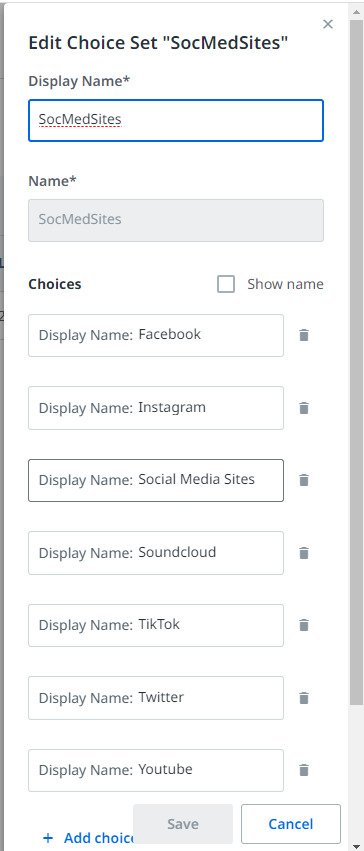 Edit Choice Set "SocMedSites"
Display Name*
SocMedSites
Name*
SocMedSites
Choices Show name
Display Name: Facebook
Display Name: Instagram
Display Name: Social Media Sites
Display Name: Soundcloud
Display Name: TikTok
Display Name: Twitter
Display Name: Youtube
+ Add choice
Save Cancel